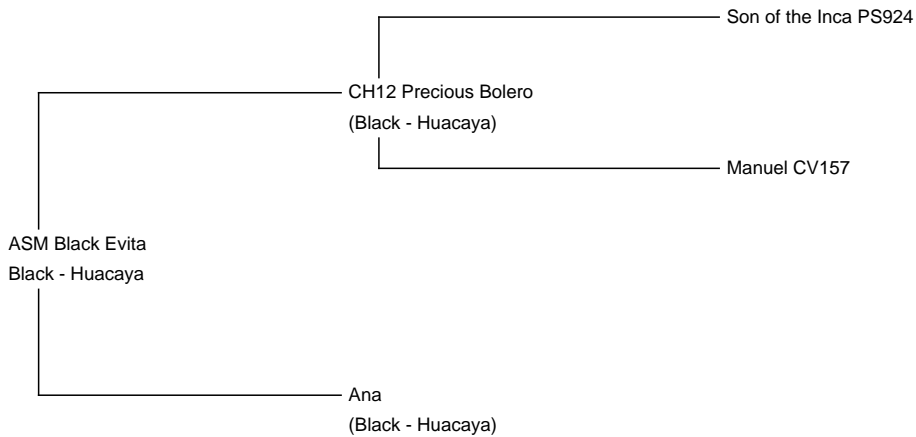 Son of the Inca PS924
CH12 Precious Bolero
(Black - Huacaya)
Manuel CV157
ASM Black Evita
Black - Huacaya
Ana
(Black - Huacaya)